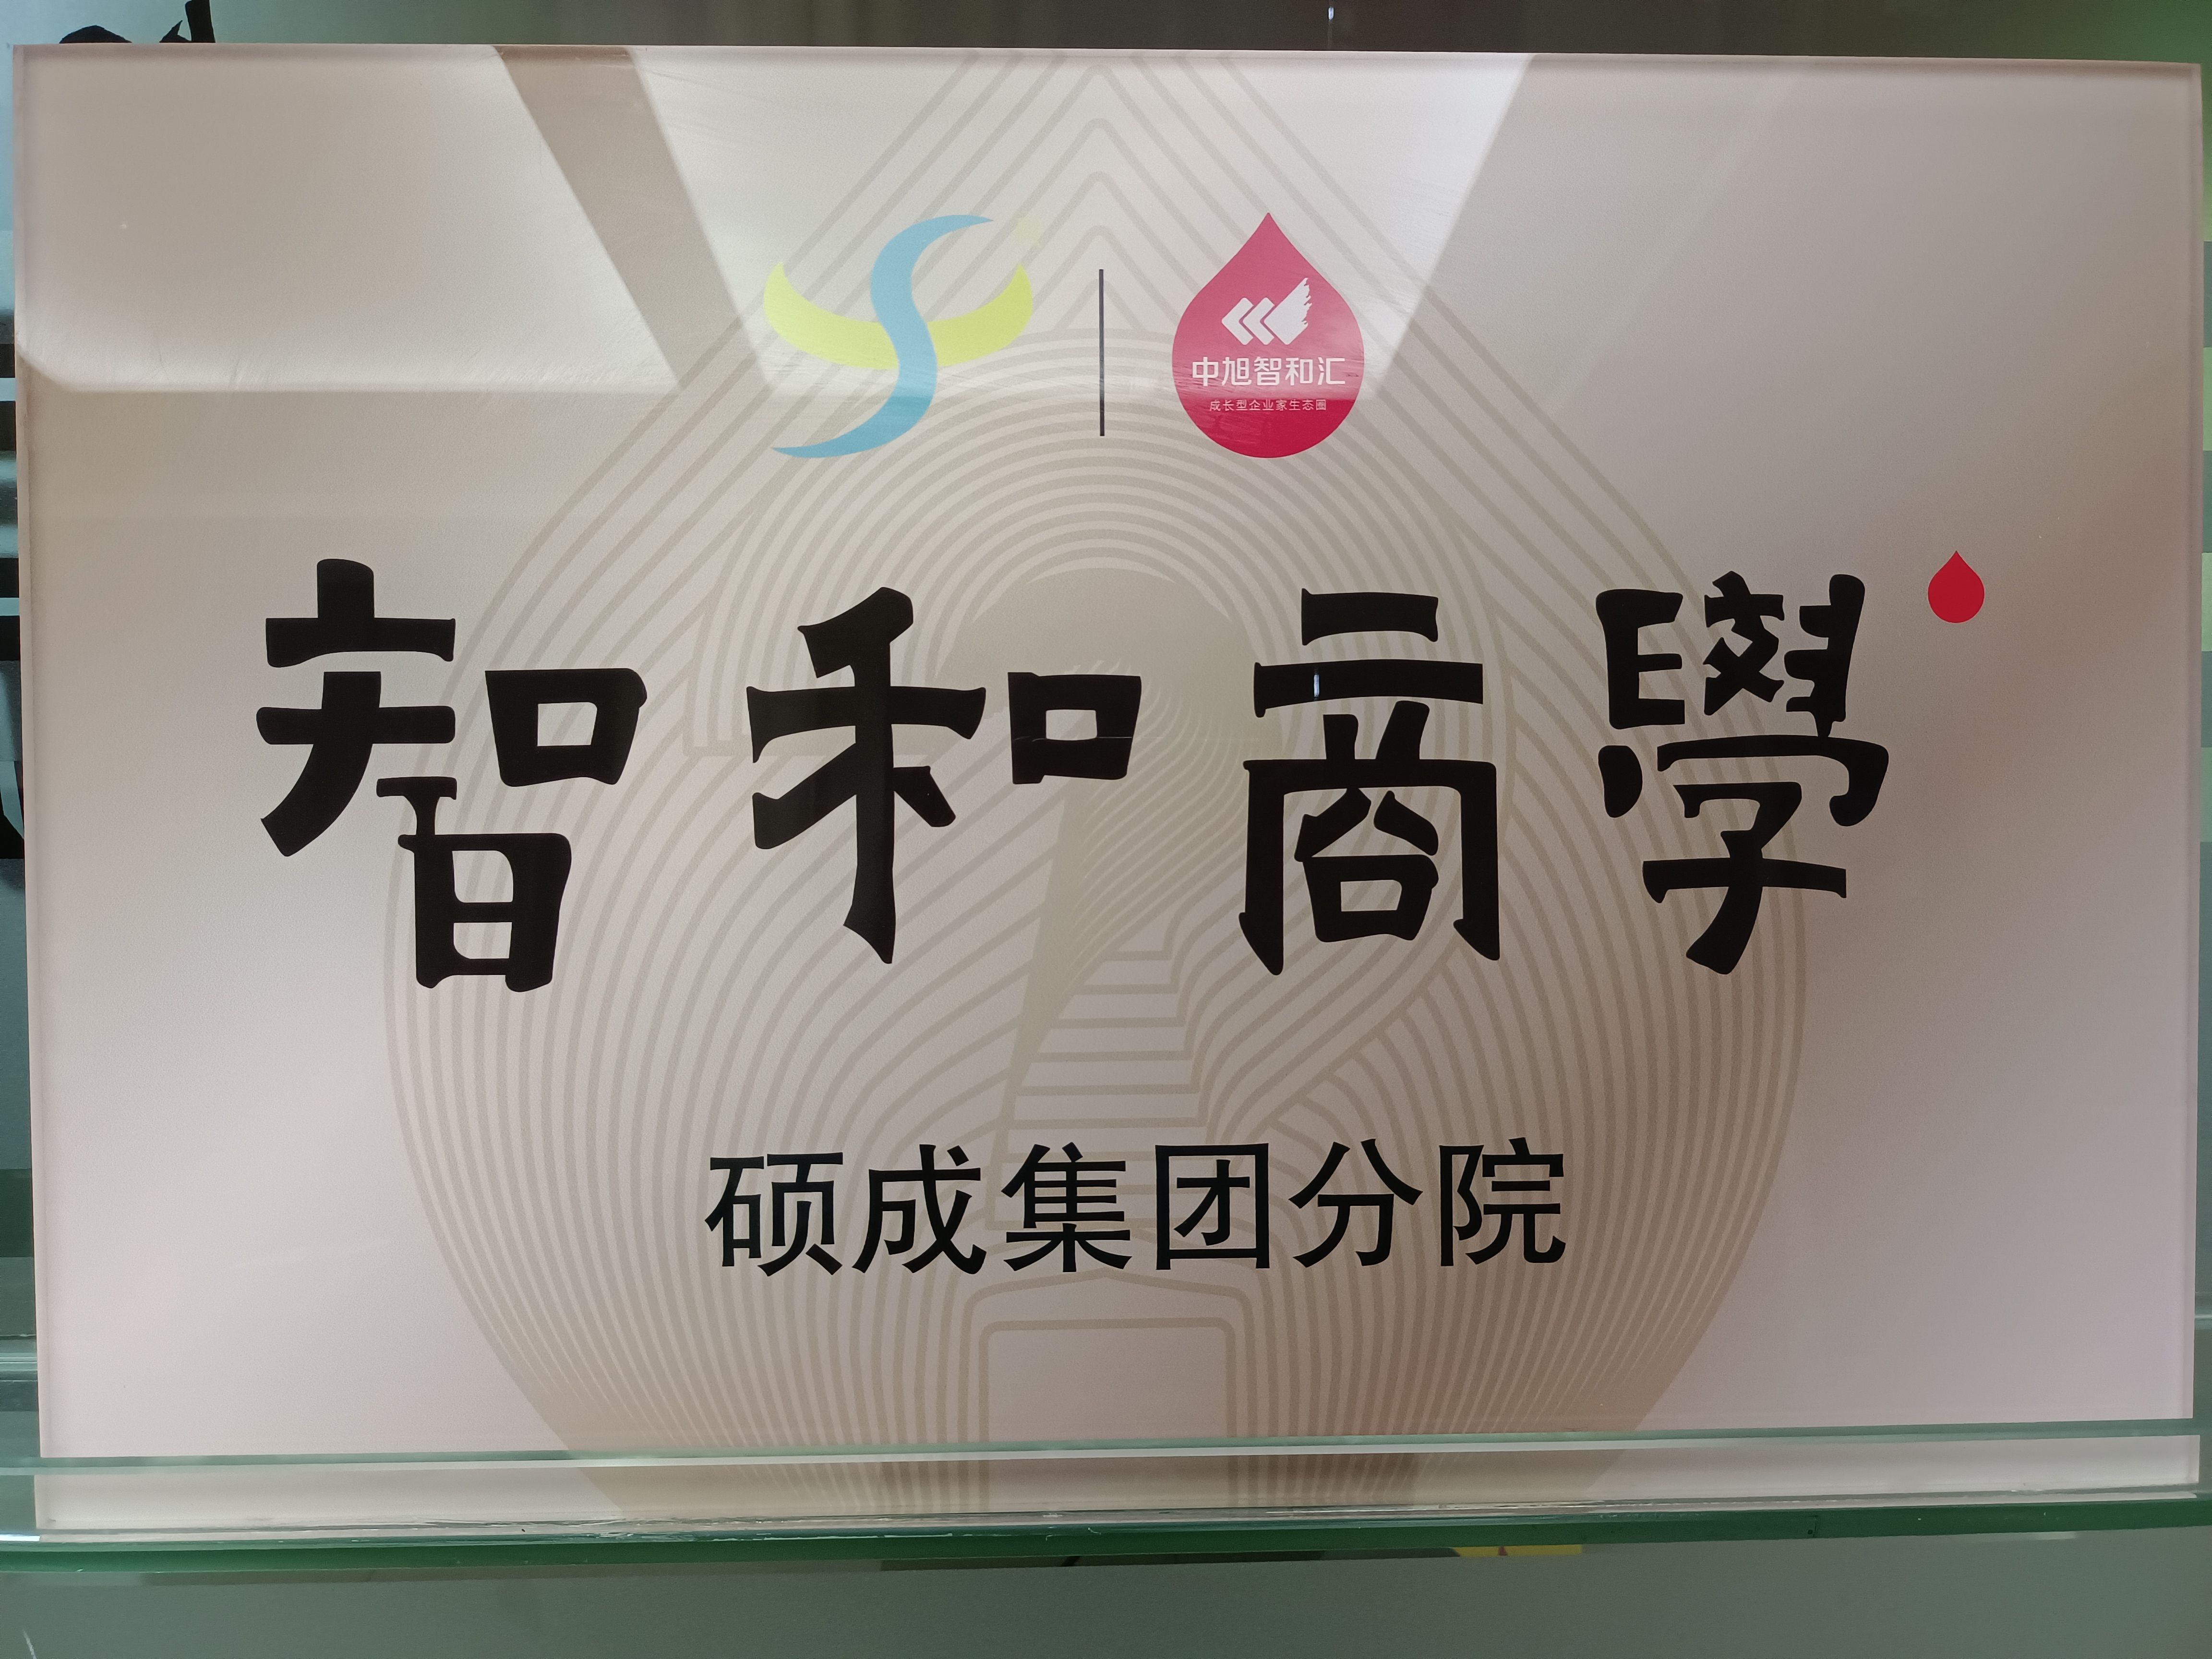 中旭智和汇
成长型企业家生态圈
智和商學
硕成集团分院